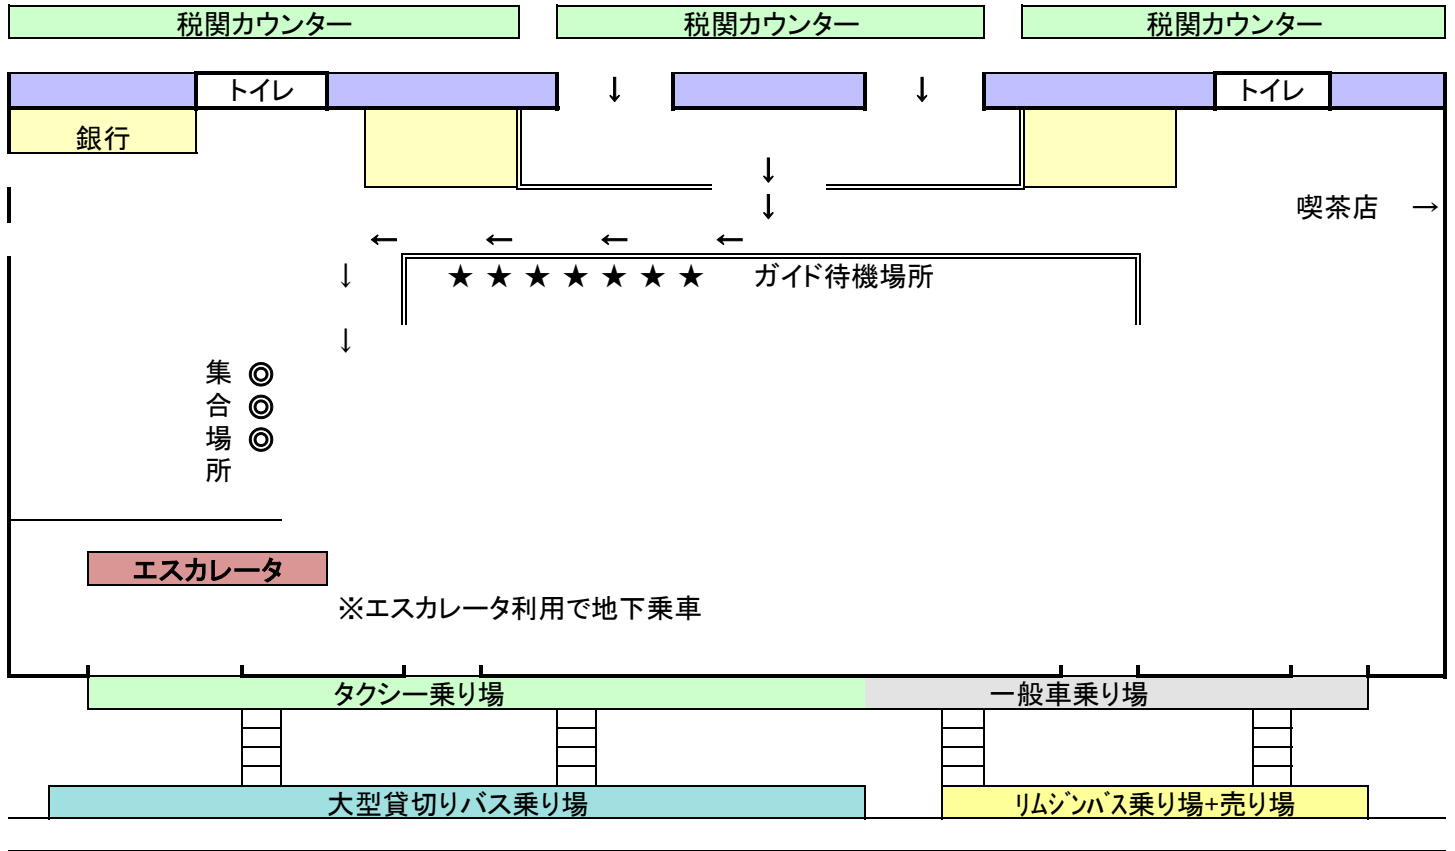 税関カウンター 税関カウンター 税関カウンター
トイレ ↓ ↓ トイレ
銀行
↓
↓ 喫茶店 →
← ← ← ←
↓ ★ ★ ★ ★ ★ ★ ★ ガイド待機場所
↓
集 ◎
合 ◎
場 ◎
所
エスカレータ
※エスカレータ利用で地下乗車
タクシー乗り場 一般車乗り場
大型貸切りバス乗り場 ﾘﾑｼﾞﾝﾊﾞｽ乗り場+売り場